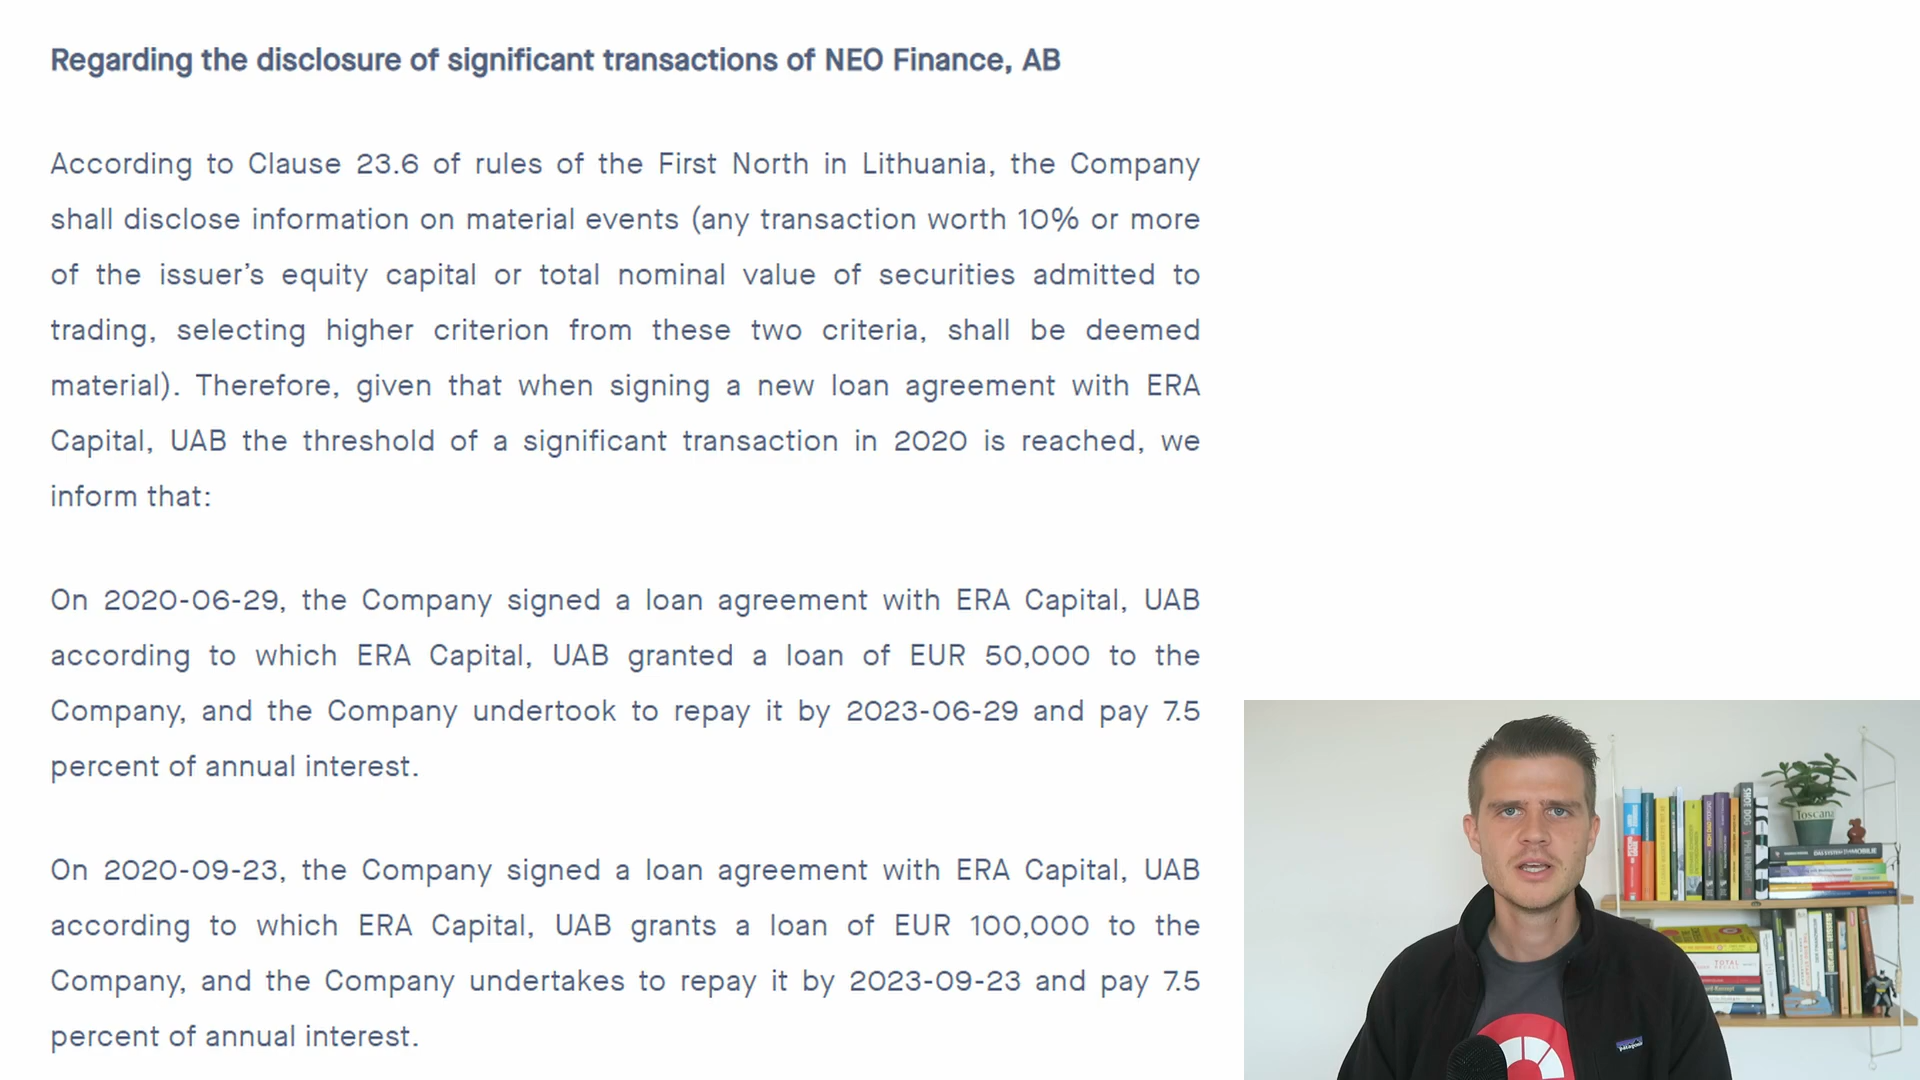 Regarding the disclosure of significant transactions of NEO Finance, AB
According to Clause 23.6 of rules of the First North in Lithuania, the Company
shall disclose information on material events (any transaction worth 10% or more
of the issuer’s equity capital or total nominal value of securities admitted to
trading, selecting higher criterion from these two criteria, shall be deemed
material). Therefore, given that when signing a new loan agreement with ERA
Capital, UAB the threshold of a significant transaction in 2020 is reached, we
inform that:
On 2020-06-29, the Company signed a loan agreement with ERA Capital, UAB
according to which ERA Capital, UAB granted a loan of EUR 50,000 to the
Company, and the Company undertook to repay it by 2023-06-29 and pay 7.5
percent of annual interest.
On 2020-09-23, the Company signed a loan agreement with ERA Capital, UAB
according to which ERA Capital, UAB grants a loan of EUR 100,000 to the
Company, and the Company undertakes to repay it by 2023-09-23 and pay 7.5
percent of annual interest.
Toscana
SHOE DOG
TOTAL
patagonia